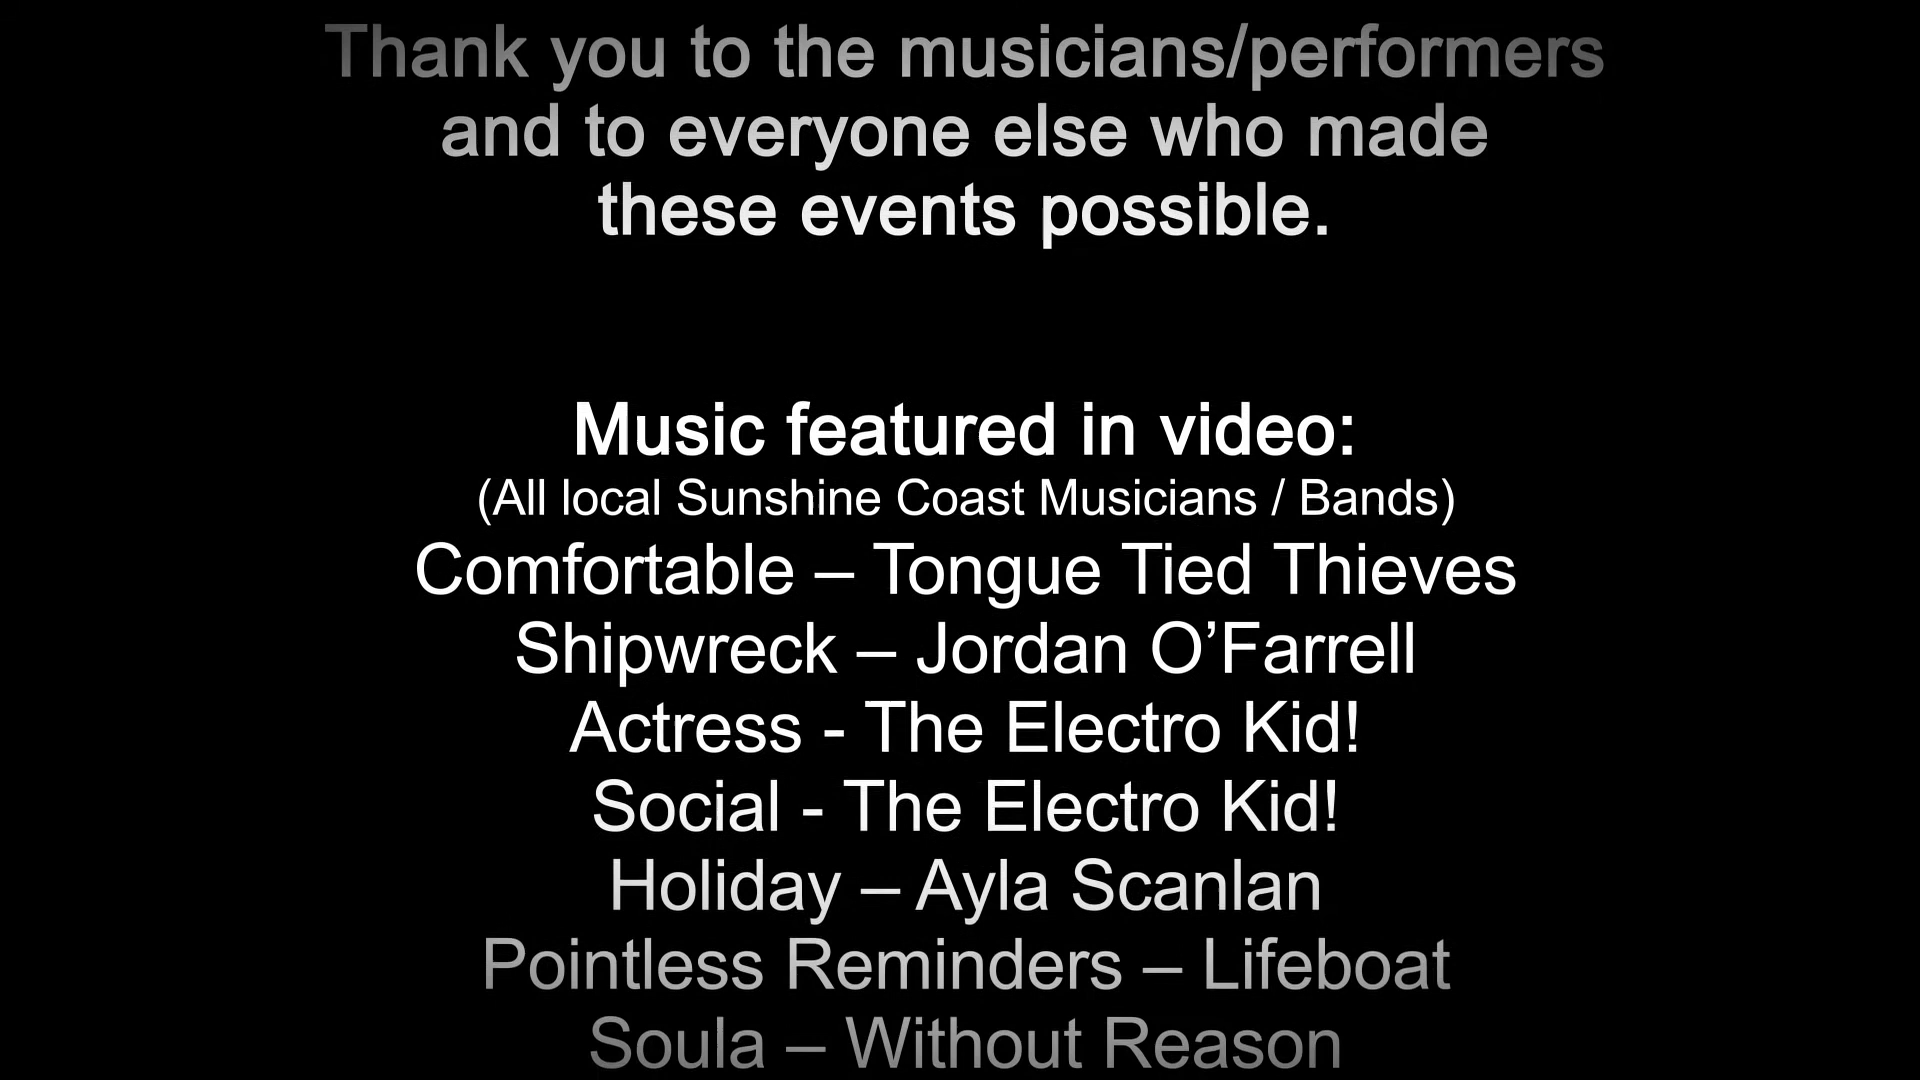 Thank you to the musicians/performers
and to everyone else who made
these events possible.
Music featured in video:
(All local Sunshine Coast Musicians / Bands)
Comfortable – Tongue Tied Thieves
Shipwreck – Jordan O’Farrell
Actress - The Electro Kid!
Social - The Electro Kid!
Holiday – Ayla Scanlan
Pointless Reminders – Lifeboat
Soula – Without Reason